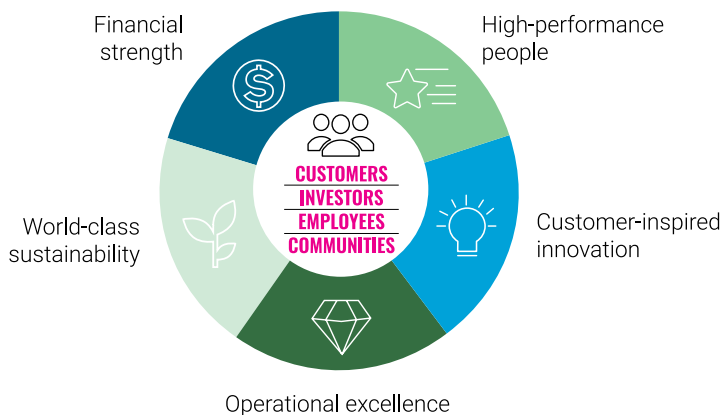 Financial
strength
High-performance
people
$
CUSTOMERS
INVESTORS
EMPLOYEES
COMMUNITIES
World-class
sustainability
Customer-inspired
innovation
Operational excellence